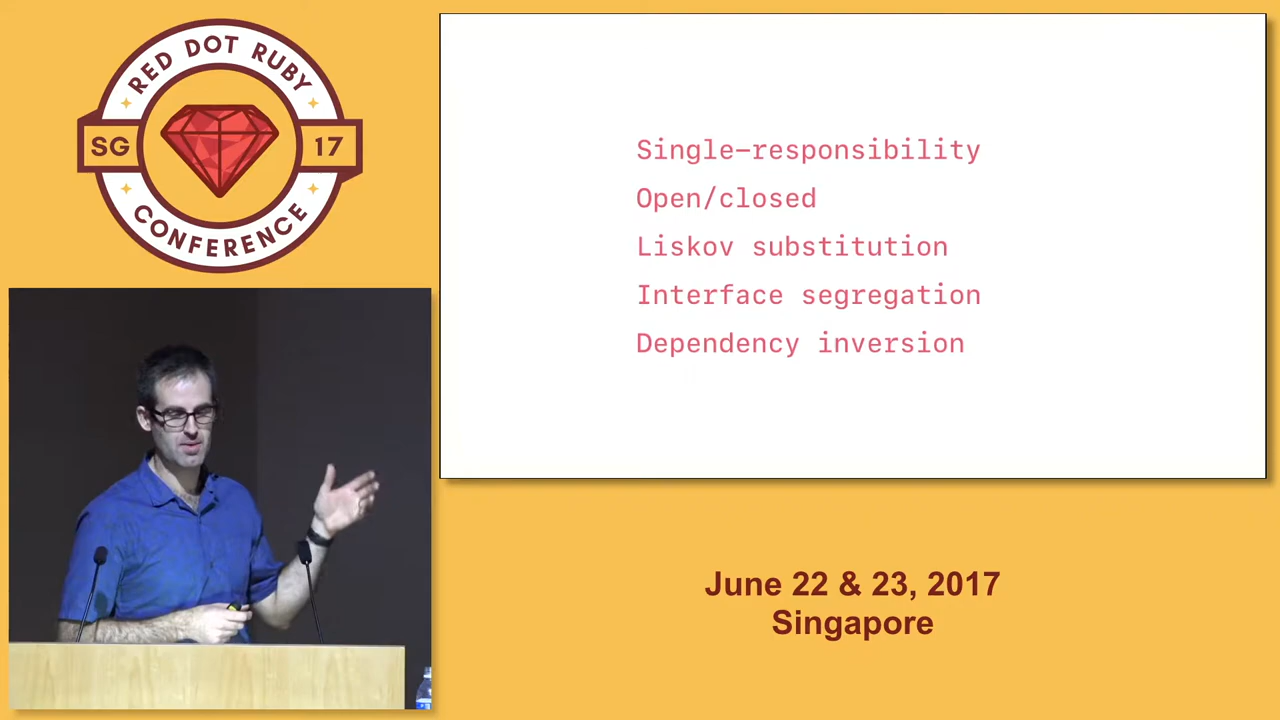 RED DOT RUBY
SG 17
CONFERENCE
Single-responsibility
Open/closed
Liskov substitution
Interface segregation
Dependency inversion
June 22 & 23, 2017
Singapore